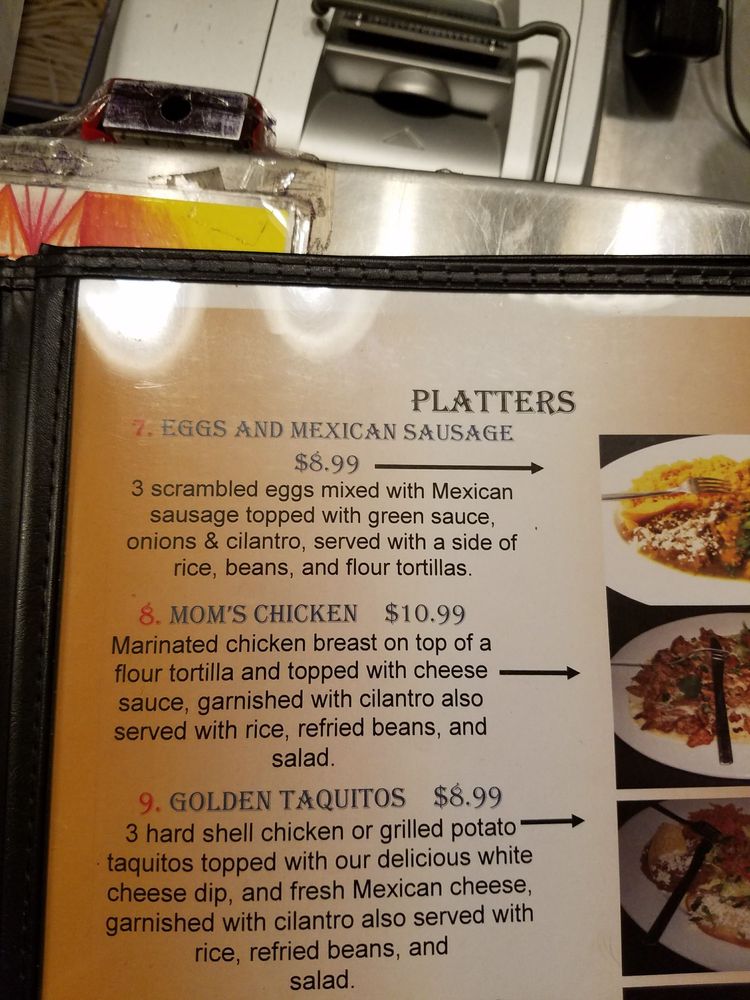 PLATTERS
7. EGGS AND MEXICAN SAUSAGE
$8.99
3 scrambled eggs mixed with Mexican
sausage topped with green sauce,
onions & cilantro, served with a side of
rice, beans, and flour tortillas.
8. MOM'S CHICKEN $10.99
Marinated chicken breast on top of a
flour tortilla and topped with cheese
sauce, garnished with cilantro also
served with rice, refried beans, and
salad.
9. GOLDEN TAQUITOS $8.99
3 hard shell chicken or grilled potato
taquitos topped with our delicious white
cheese dip, and fresh Mexican cheese,
garnished with cilantro also served with
rice, refried beans, and
salad.